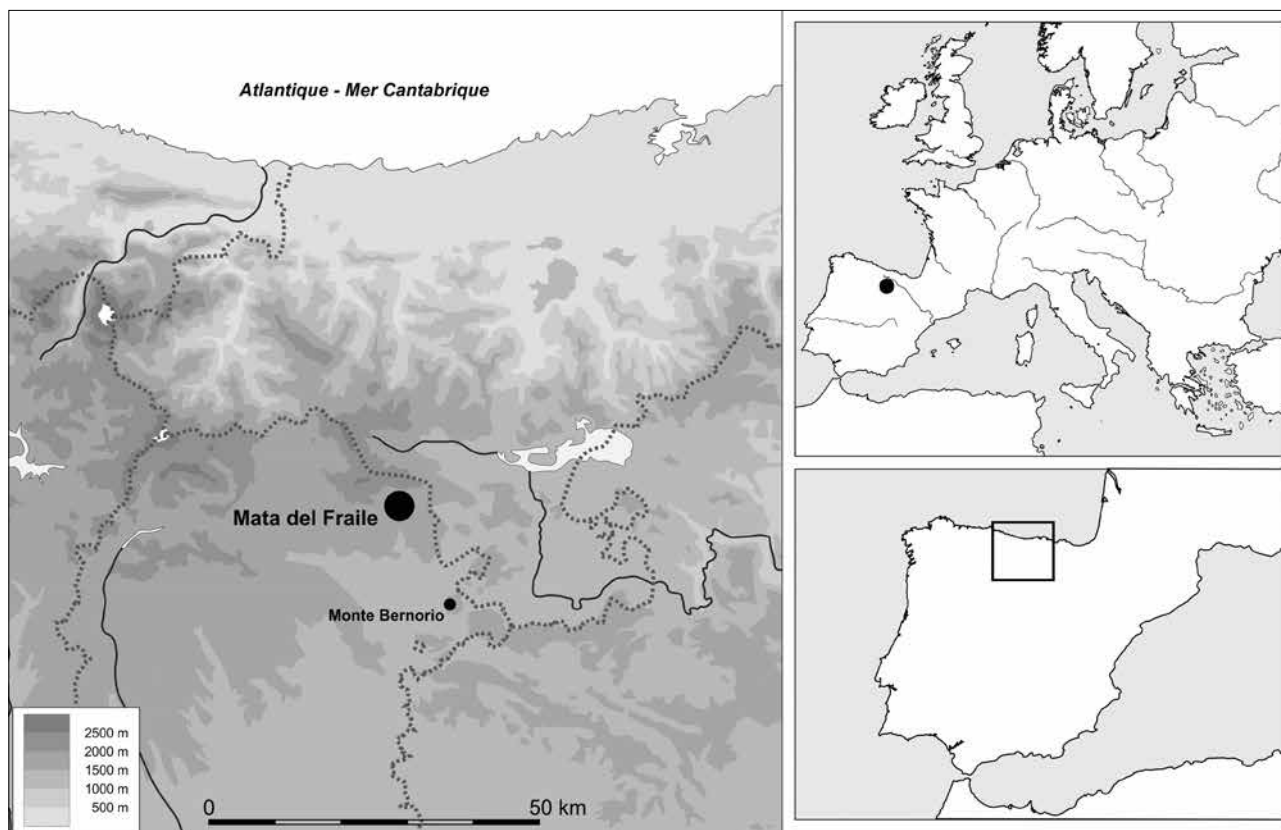 Atlantique - Mer Cantabrique
Mata del Fraile
Monte Bernorio
2500 m
2000 m
1500 m
1000 m
500 m
0 50 km